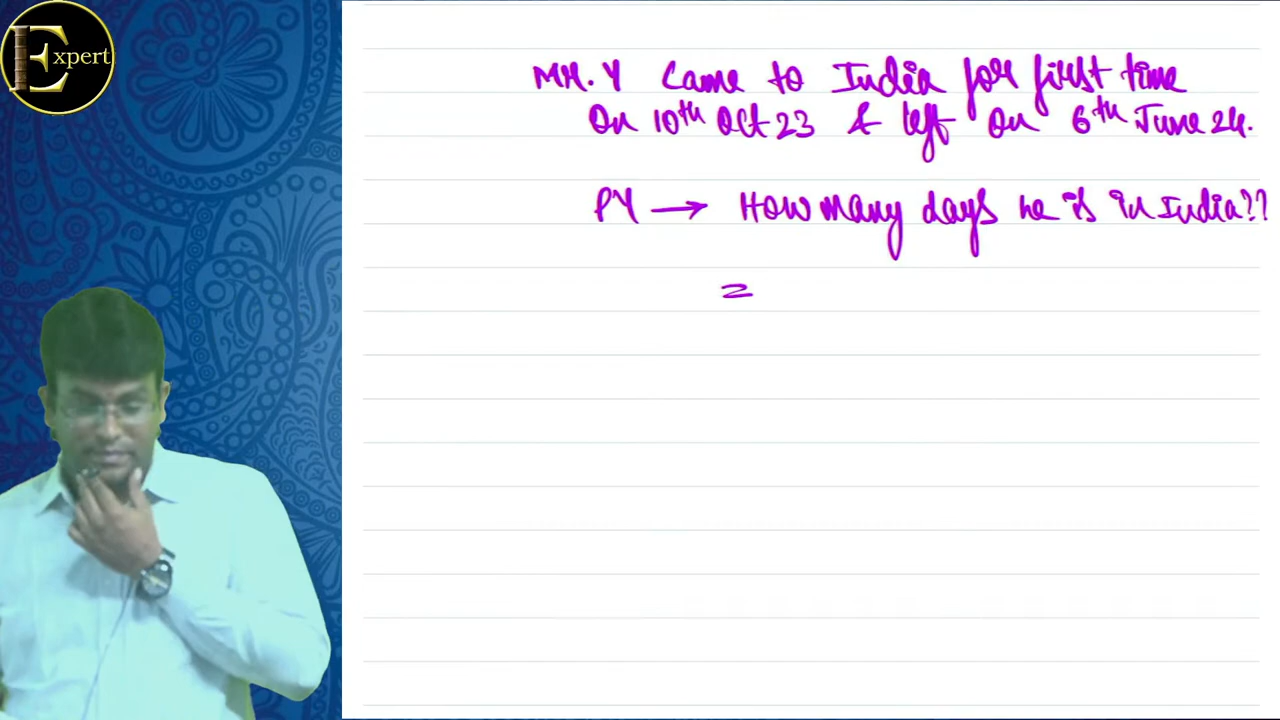 Expert
MR. Y Came to India for first time
On 10th Oct 23 & left on 6th June 24.
PY → How many days he is in India??
=